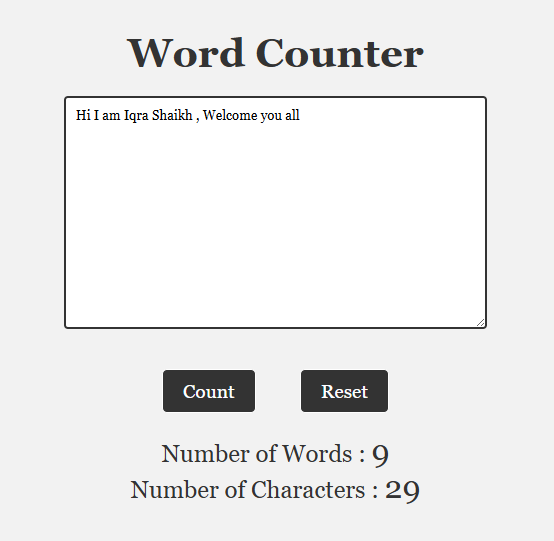 Word Counter
Hi I am Iqra Shaikh , Welcome you all
Count
Reset
Number of Words : 9
Number of Characters : 29